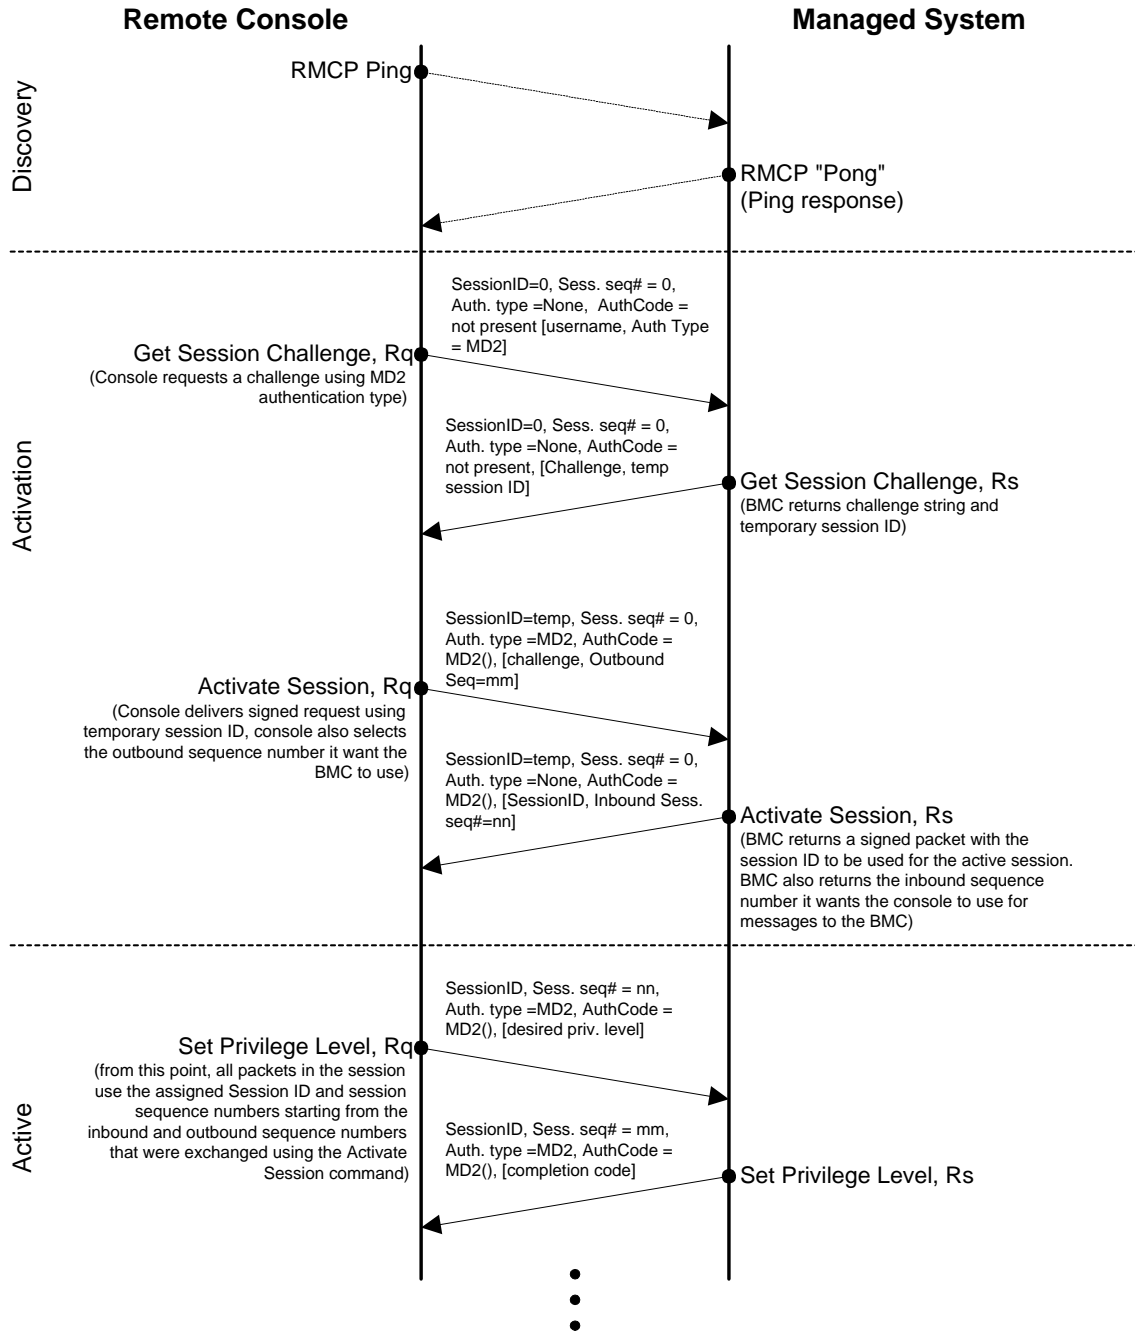 Remote Console
Managed System
Discovery
RMCP Ping
RMCP "Pong"
(Ping response)
Activation
SessionID=0, Sess. seq# = 0,
Auth. type =None,  AuthCode =
not present [username, Auth Type
= MD2]
Get Session Challenge, Rq
(Console requests a challenge using MD2
authentication type)
SessionID=0, Sess. seq# = 0,
Auth. type =None, AuthCode =
not present, [Challenge, temp
session ID]
Get Session Challenge, Rs
(BMC returns challenge string and
temporary session ID)
SessionID=temp, Sess. seq# = 0,
Auth. type =MD2, AuthCode =
MD2(), [challenge, Outbound
Seq=mm]
Activate Session, Rq
(Console delivers signed request using
temporary session ID, console also selects
the outbound sequence number it want the
BMC to use)
SessionID=temp, Sess. seq# = 0,
Auth. type =None, AuthCode =
MD2(), [SessionID, Inbound Sess.
seq#=nn]
Activate Session, Rs
(BMC returns a signed packet with the
session ID to be used for the active session.
BMC also returns the inbound sequence
number it wants the console to use for
messages to the BMC)
Active
SessionID, Sess. seq# = nn,
Auth. type =MD2, AuthCode =
MD2(), [desired priv. level]
Set Privilege Level, Rq
(from this point, all packets in the session
use the assigned Session ID and session
sequence numbers starting from the
inbound and outbound sequence numbers
that were exchanged using the Activate
Session command)
SessionID, Sess. seq# = mm,
Auth. type =MD2, AuthCode =
MD2(), [completion code]
Set Privilege Level, Rs